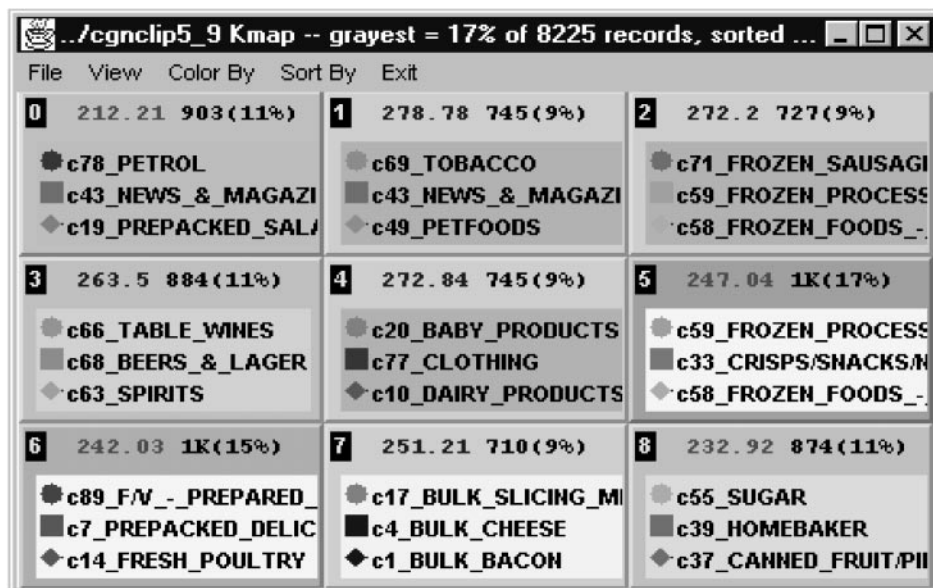 ../cgnclip5_9 Kmap -- grayest = 17% of 8225 records, sorted ...
File View Color By Sort By Exit
0 212.21 903(11%) 1 278.78 745(9%) 2 272.2 727(9%)
c78_PETROL c69_TOBACCO c71_FROZEN_SAUSAGI
c43_NEWS_&_MAGAZI c43_NEWS_&_MAGAZI c59_FROZEN_PROCESS
c19_PREPACKED_SALA c49_PETFOODS c58_FROZEN_FOODS_-_
3 263.5 884(11%) 4 272.84 745(9%) 5 247.04 1K(17%)
c66_TABLE_WINES c20_BABY_PRODUCTS c59_FROZEN_PROCESS
c68_BEERS_&_LAGER c77_CLOTHING c33_CRISPS/SNACKS/N
c63_SPIRITS c10_DAIRY_PRODUCTS c58_FROZEN_FOODS_-_
6 242.03 1K(15%) 7 251.21 710(9%) 8 232.92 874(11%)
c89_F/V_-_PREPARED_ c17_BULK_SLICING_MI c55_SUGAR
c7_PREPACKED_DELIC c4_BULK_CHEESE c39_HOMEBAKER
c14_FRESH_POULTRY c1_BULK_BACON c37_CANNED_FRUIT/PII